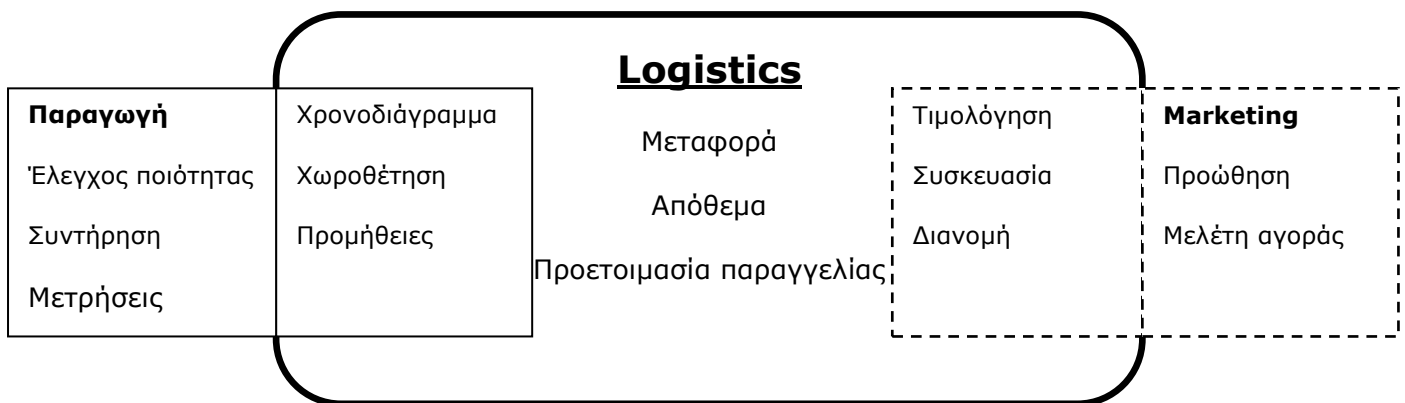 Logistics
Παραγωγή
Έλεγχος ποιότητας
Συντήρηση
Μετρήσεις
Χρονοδιάγραμμα
Χωροθέτηση
Προμήθειες
Μεταφορά
Απόθεμα
Προετοιμασία παραγγελίας
Τιμολόγηση
Συσκευασία
Διανομή
Marketing
Προώθηση
Μελέτη αγοράς